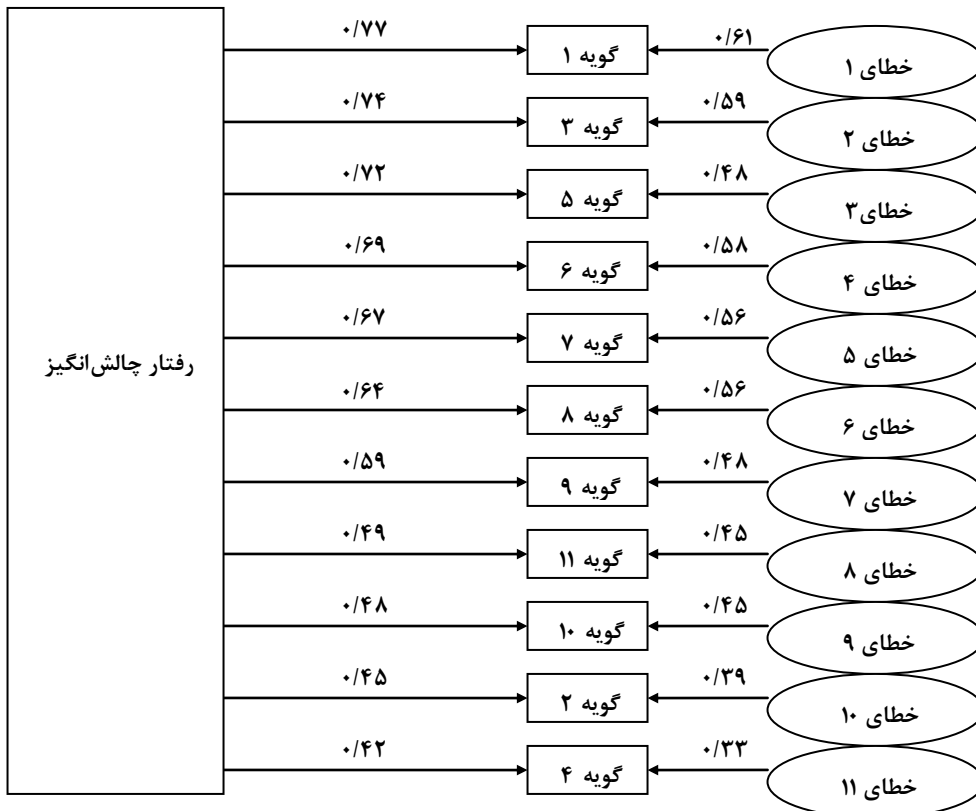 ۰/۷۷
گویه ۱
۰/۶۱
خطای ۱
۰/۷۴
گویه ۳
۰/۵۹
خطای ۲
۰/۷۲
گویه ۵
۰/۴۸
خطای۳
۰/۶۹
گویه ۶
۰/۵۸
خطای ۴
۰/۶۷
گویه ۷
۰/۵۶
خطای ۵
رفتار چالش‌انگیز
۰/۶۴
گویه ۸
۰/۵۶
خطای ۶
۰/۵۹
گویه ۹
۰/۴۸
خطای ۷
۰/۴۹
گویه ۱۱
۰/۴۵
خطای ۸
۰/۴۸
گویه ۱۰
۰/۴۵
خطای ۹
۰/۴۵
گویه ۲
۰/۳۹
خطای ۱۰
۰/۴۲
گویه ۴
۰/۳۳
خطای ۱۱